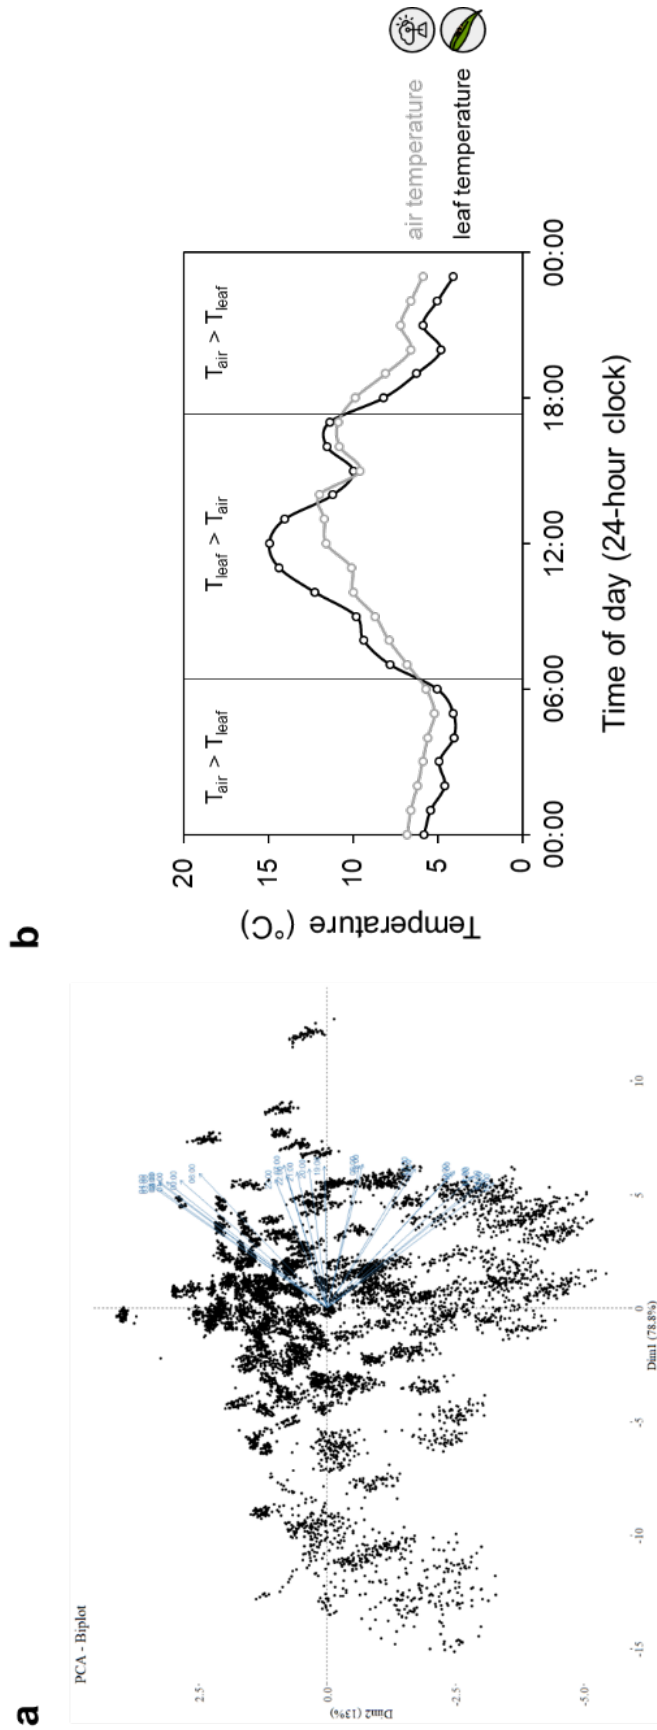 a
PCA - Biplot
Dim2 (13%)
2.5
0.0
-2.5
-5.0
-15
-10
-5
0
5
10
Dim1 (78.8%)
06:00
b
Temperature (°C)
20
15
10
5
0
T_air > T_leaf
T_leaf > T_air
T_air > T_leaf
00:00
06:00
12:00
18:00
00:00
Time of day (24-hour clock)
air temperature
leaf temperature